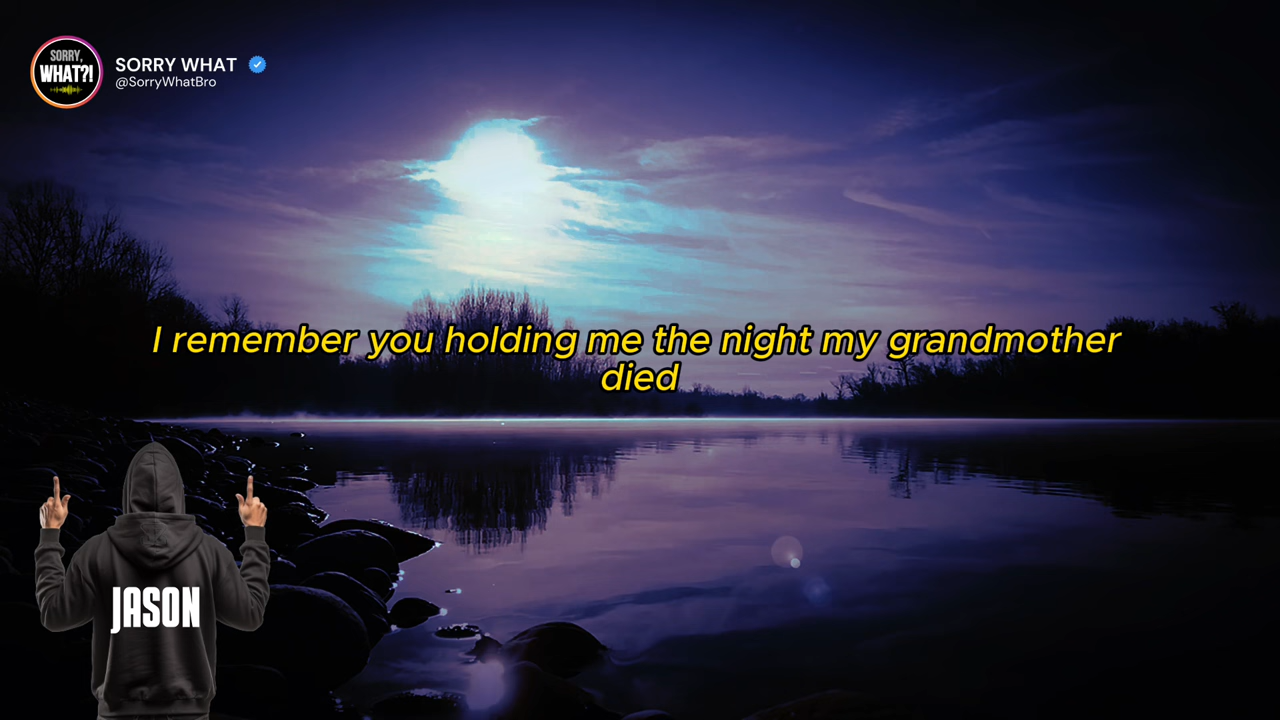 SORRY,
WHAT?!
SORRY WHAT
@SorryWhatBro
I remember you holding me the night my grandmother
died
JASON